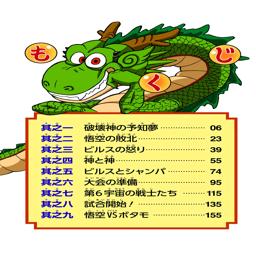 もくじ
其之一 破壊神の予知夢 06
其之二 悟空の敗北 23
其之三 ビルスの怒り 39
其之四 神と神 55
其之五 ビルスとシャンパ 74
其之六 大会の準備 95
其之七 第6宇宙の戦士たち 115
其之八 試合開始! 135
其之九 悟空VSボタモ 155